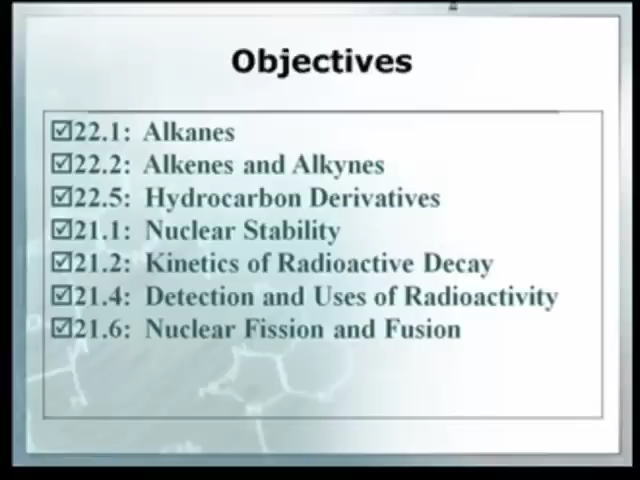 Objectives
☑22.1: Alkanes
☑22.2: Alkenes and Alkynes
☑22.5: Hydrocarbon Derivatives
☑21.1: Nuclear Stability
☑21.2: Kinetics of Radioactive Decay
☑21.4: Detection and Uses of Radioactivity
☑21.6: Nuclear Fission and Fusion